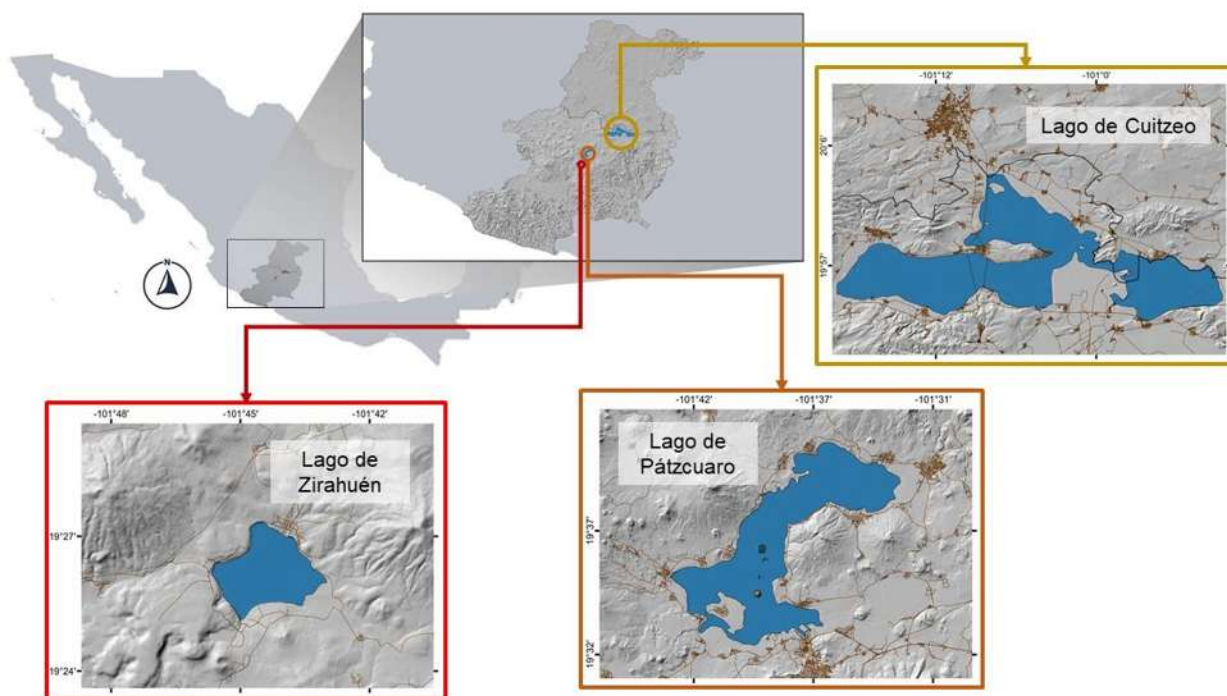 N
-101°12'
-101°0'
Lago de Cuitzeo
20°6'
19°57'
-101°48'
-101°45'
-101°42'
Lago de
Zirahuén
19°27'
19°24'
-101°42'
-101°37'
-101°31'
Lago de
Pátzcuaro
19°37'
19°32'